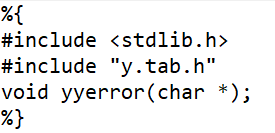 %{
#include <stdlib.h>
#include "y.tab.h"
void yyerror(char *);
%}